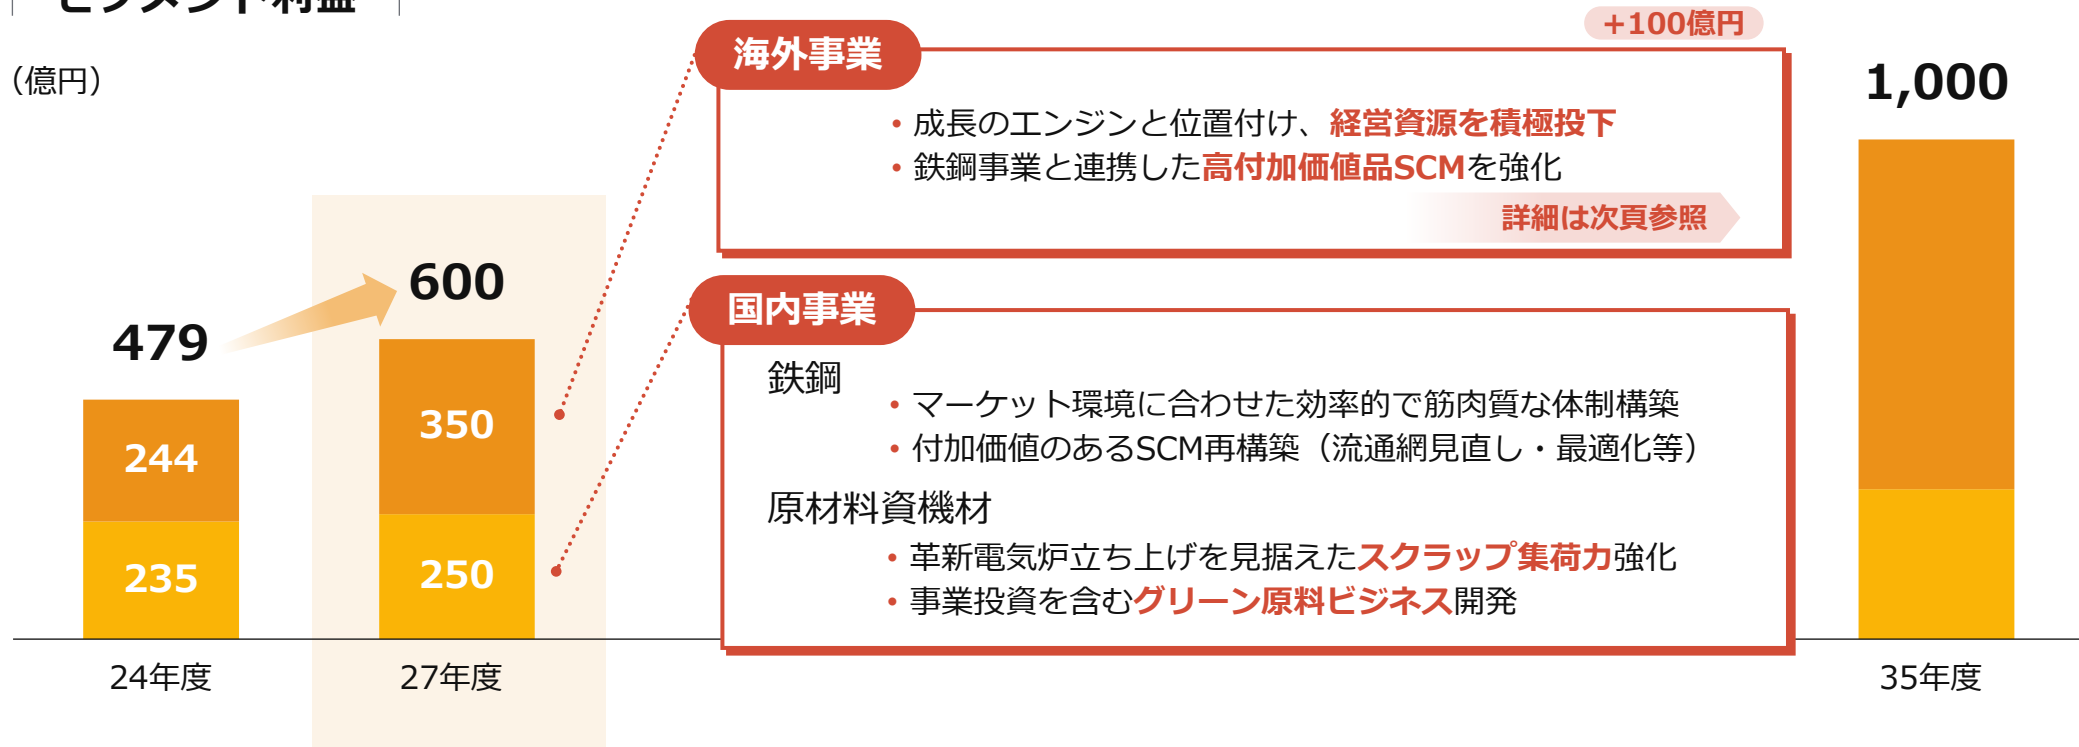 セグメント利益
（億円）
479
244
235
24年度
600
350
250
27年度
+100億円
海外事業
・成長のエンジンと位置付け、経営資源を積極投下
・鉄鋼事業と連携した高付加価値品SCMを強化
詳細は次頁参照
国内事業
鉄鋼
・マーケット環境に合わせた効率的で筋肉質な体制構築
・付加価値のあるSCM再構築（流通網見直し・最適化等）
原材料資機材
・革新電気炉立ち上げを見据えたスクラップ集荷力強化
・事業投資を含むグリーン原料ビジネス開発
1,000
35年度